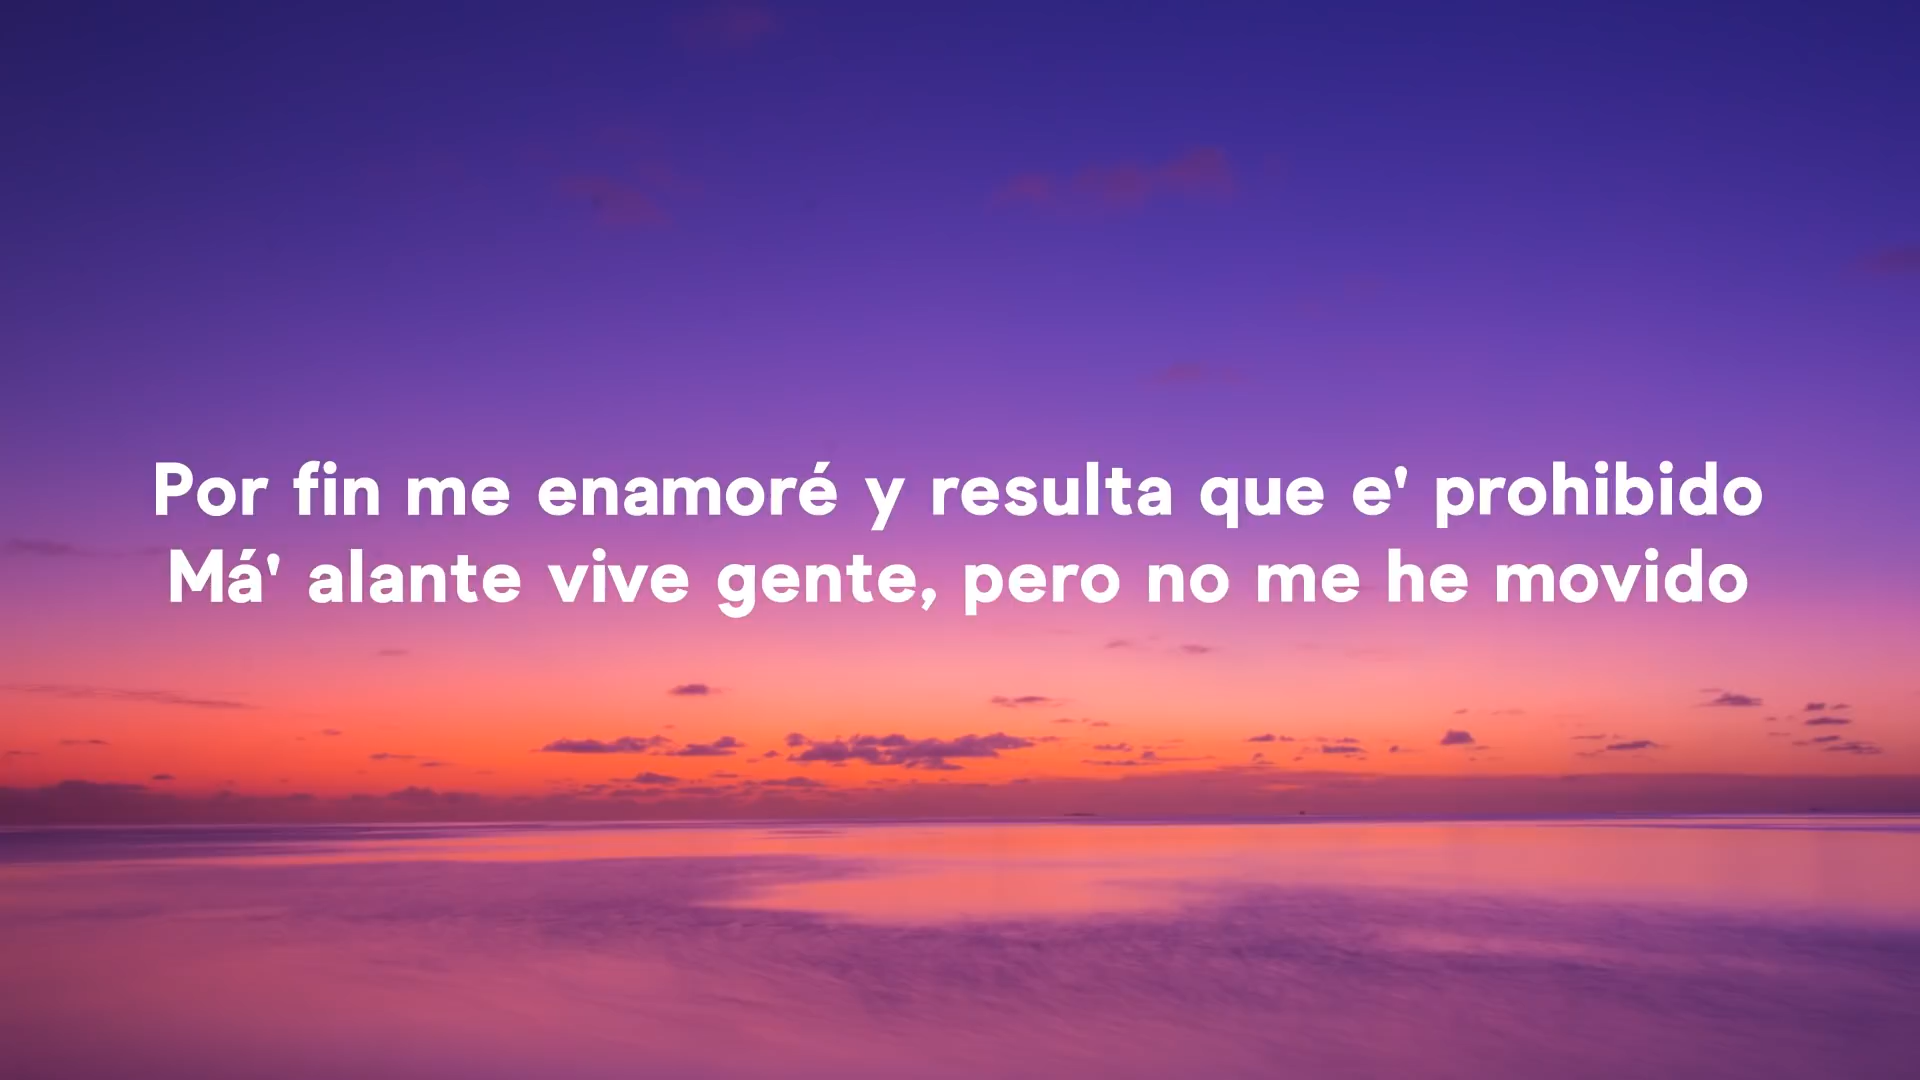 Por fin me enamoré y resulta que e' prohibido
Má' alante vive gente, pero no me he movido